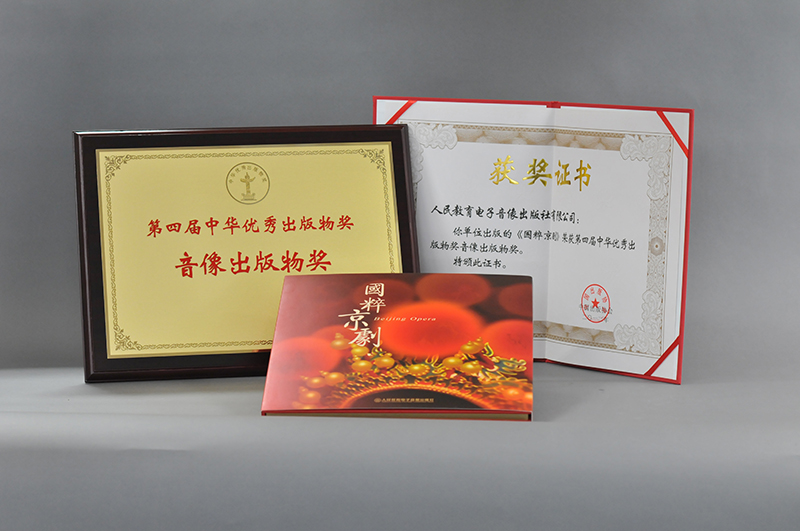 第四届中华优秀出版物奖
音像出版物奖
获奖证书
人民教育电子音像出版社有限公司：
你单位出版的《国粹京剧》荣获第四届中华优秀出
版物奖音像出版物奖。
特颁此证书。
國粹
京劇
Beijing Opera